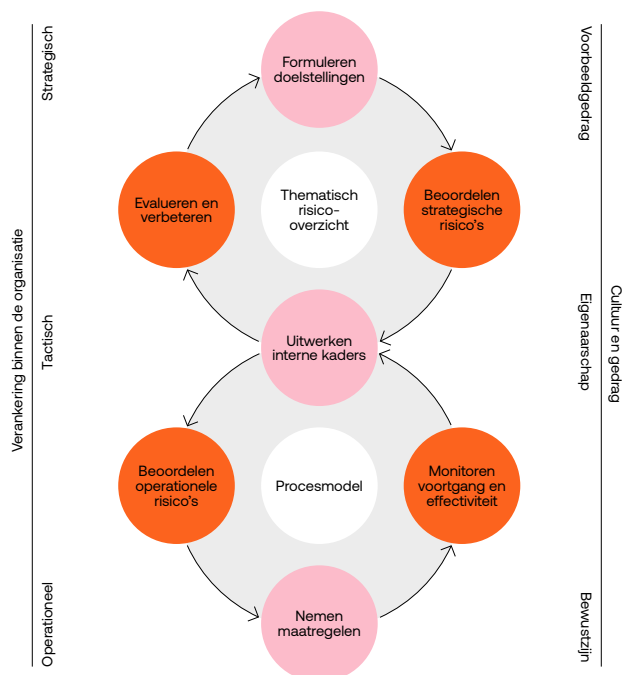 Verankering binnen de organisatie
Strategisch
Tactisch
Operationeel
Formuleren
doelstellingen
Evalueren en
verbeteren
Thematisch
risico-
overzicht
Beoordelen
strategische
risico's
Uitwerken
interne kaders
Beoordelen
operationele
risico's
Procesmodel
Monitoren
voortgang en
effectiviteit
Nemen
maatregelen
Voorbeeldgedrag
Eigenaarschap
Bewustzijn
Cultuur en gedrag